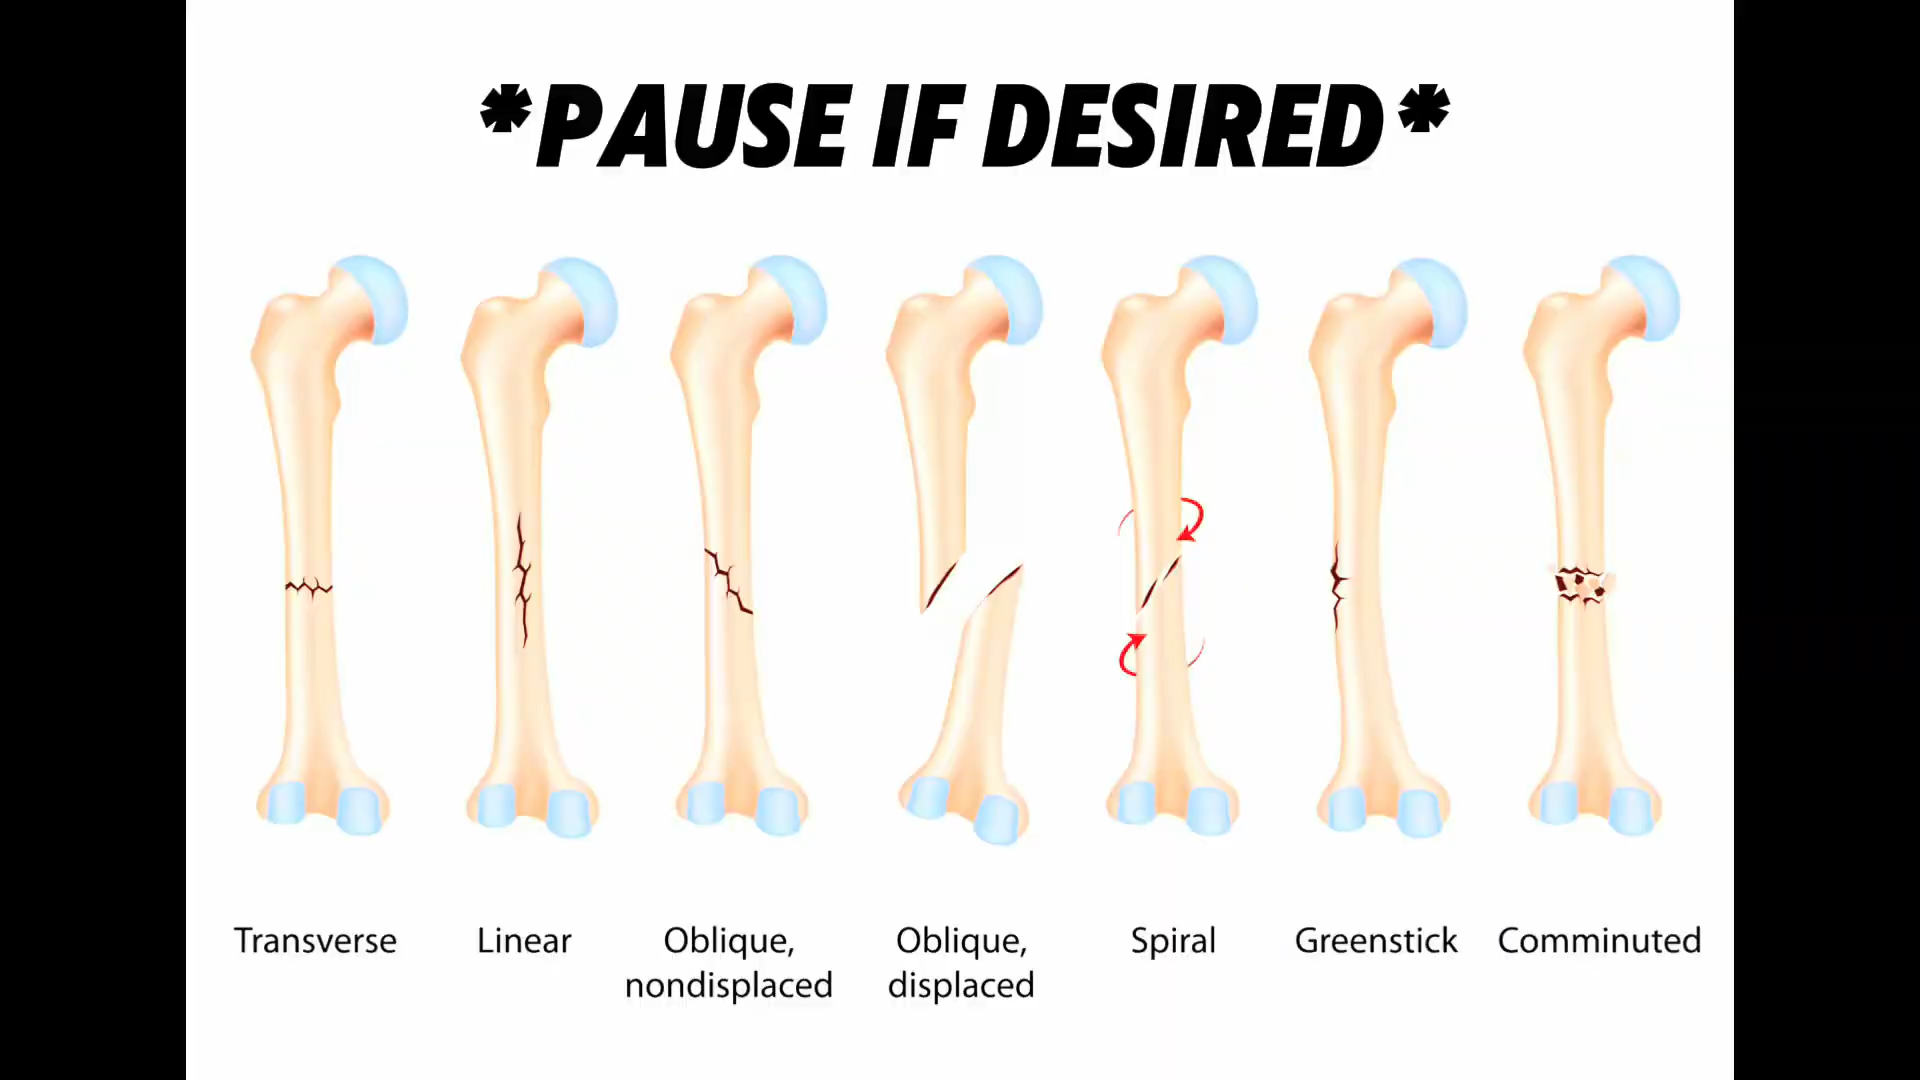 *PAUSE IF DESIRED*
Transverse
Linear
Oblique,
nondisplaced
Oblique,
displaced
Spiral
Greenstick
Comminuted